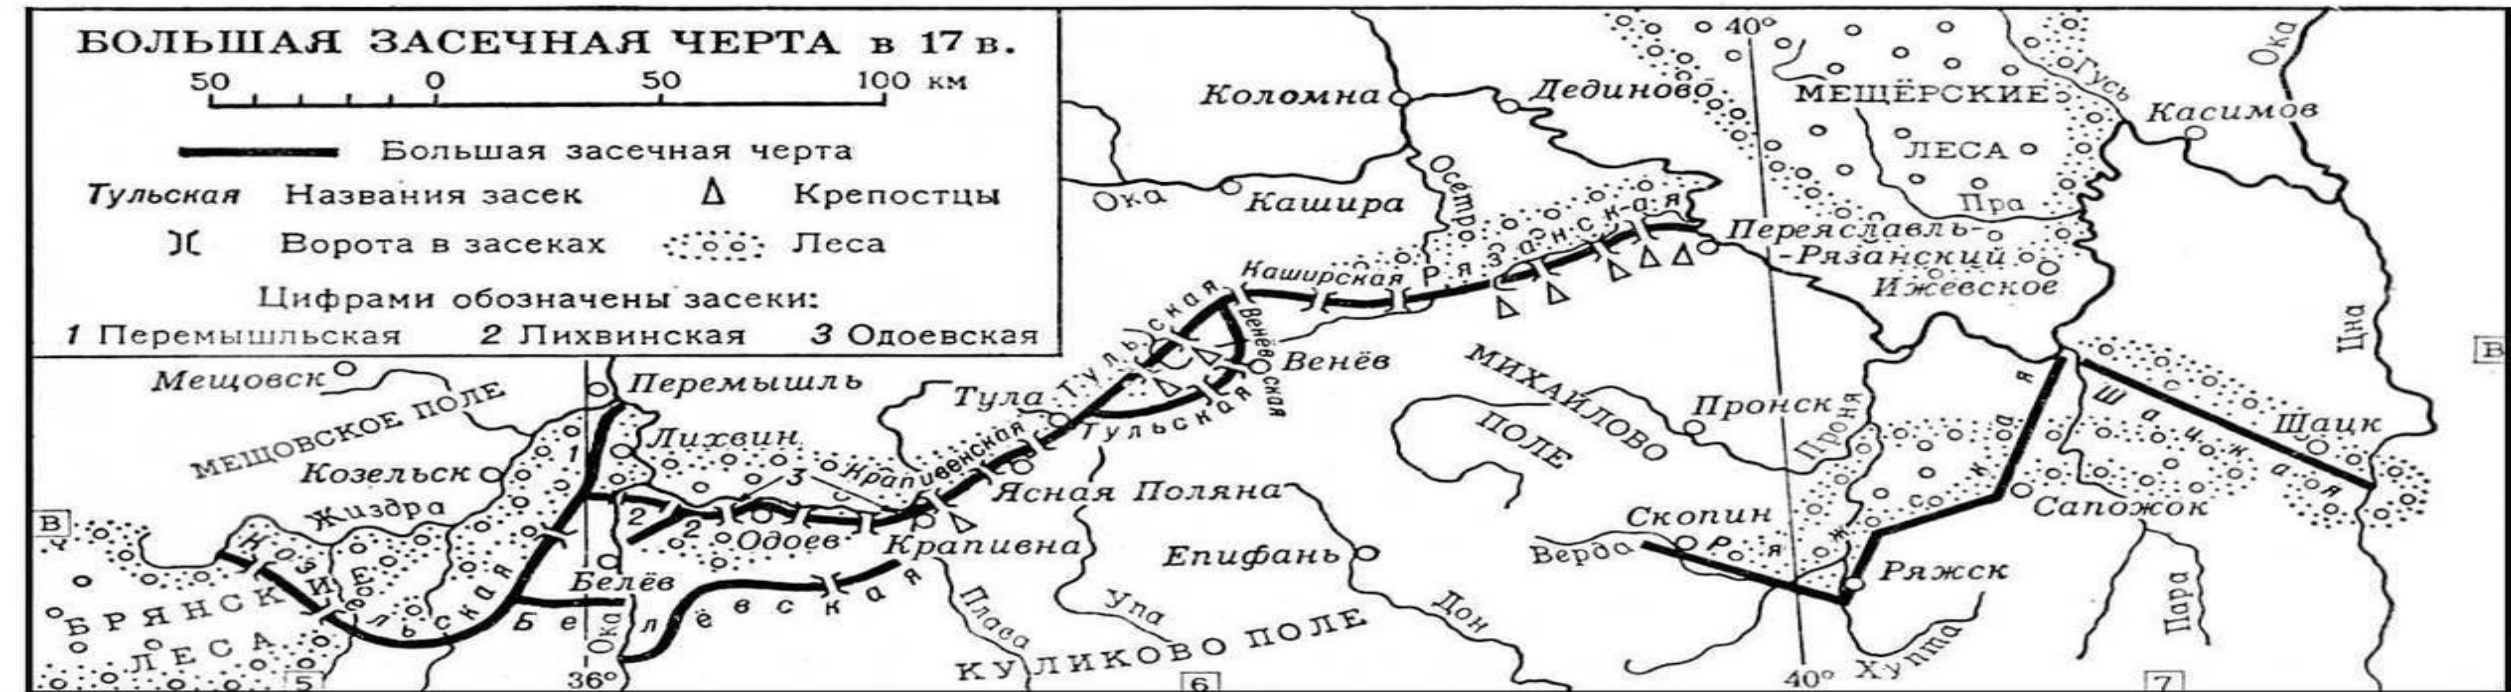 БОЛЬШАЯ ЗАСЕЧНАЯ ЧЕРТА в 17 в.
50 0 50 100 км
Большая засечная черта
Тульская Названия засек Крепостцы
Ворота в засеках Леса
Цифрами обозначены засеки:
1 Перемышльская 2 Лихвинская 3 Одоевская
40°
Ока
Гусь
Коломна
Дединово
МЕЩЁРСКИЕ
ЛЕСА
Касимов
Осётр
Ока
Кашира
Пра
Рязанская
Переяславль-
-Рязанский
Каширская
Ижевское
Тульская
Венёвская
Венёв
Цна
В
Мещовск
МЕЩОВСКОЕ ПОЛЕ
Перемышль
Тула
Тульская
МИХАЙЛОВО
ПОЛЕ
Пронск
Проня
Шацкая
Шацк
Лихвин
1
Козельск
Жиздра
3
Крапивенская
Ясная Поляна
Сапожок
В
2
2
Одоев
Крапивна
Епифань
Скопин
Верда
Ряжская
Ряжск
Козельская
Белёв
Белёвская
БРЯНСКИЕ
ЛЕСА
Ока
Плава
Упа
Дон
КУЛИКОВО ПОЛЕ
Хупта
Пара
5
36°
6
40°
7